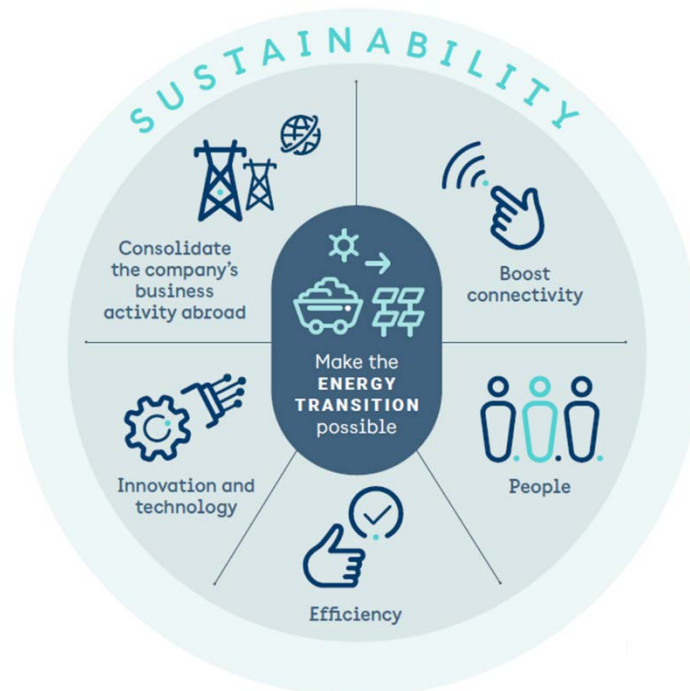 SUSTAINABILITY
Consolidate
the company's
business
activity abroad
Boost
connectivity
Make the
ENERGY
TRANSITION
possible
Innovation and
technology
People
Efficiency